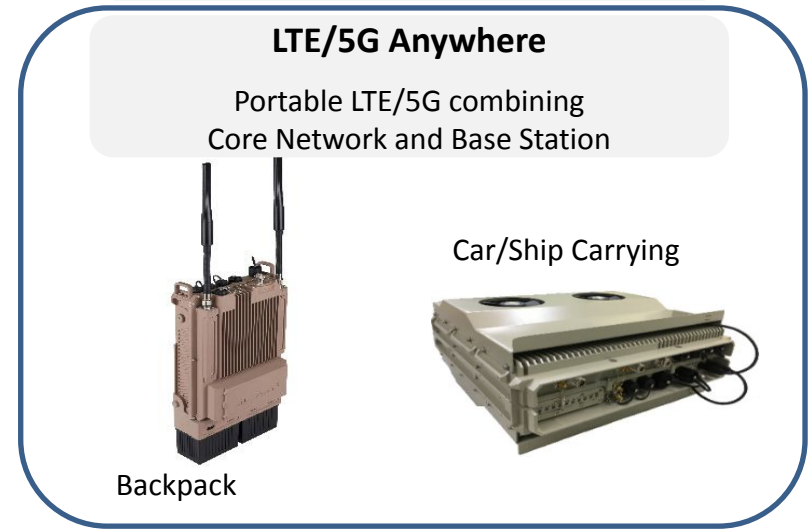 LTE/5G Anywhere
Portable LTE/5G combining
Core Network and Base Station
Car/Ship Carrying
Backpack